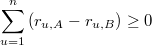 \sum_{u=1}^{n} (r_{u,A} - r_{u,B}) \geq 0